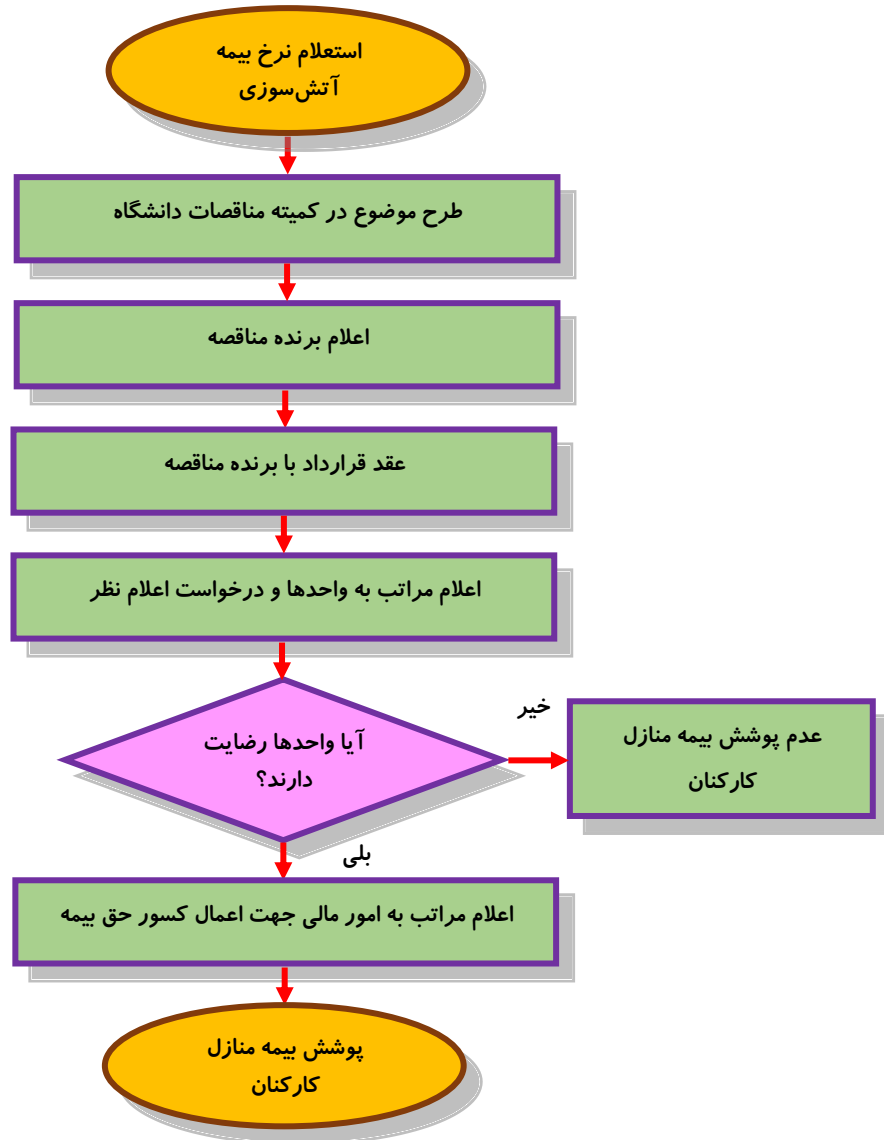 استعلام نرخ بیمه
آتش‌سوزی
طرح موضوع در کمیته مناقصات دانشگاه
اعلام برنده مناقصه
عقد قرارداد با برنده مناقصه
اعلام مراتب به واحدها و درخواست اعلام نظر
آیا واحدها رضایت
دارند؟
خیر
عدم پوشش بیمه منازل
کارکنان
بلی
اعلام مراتب به امور مالی جهت اعمال کسور حق بیمه
پوشش بیمه منازل
کارکنان